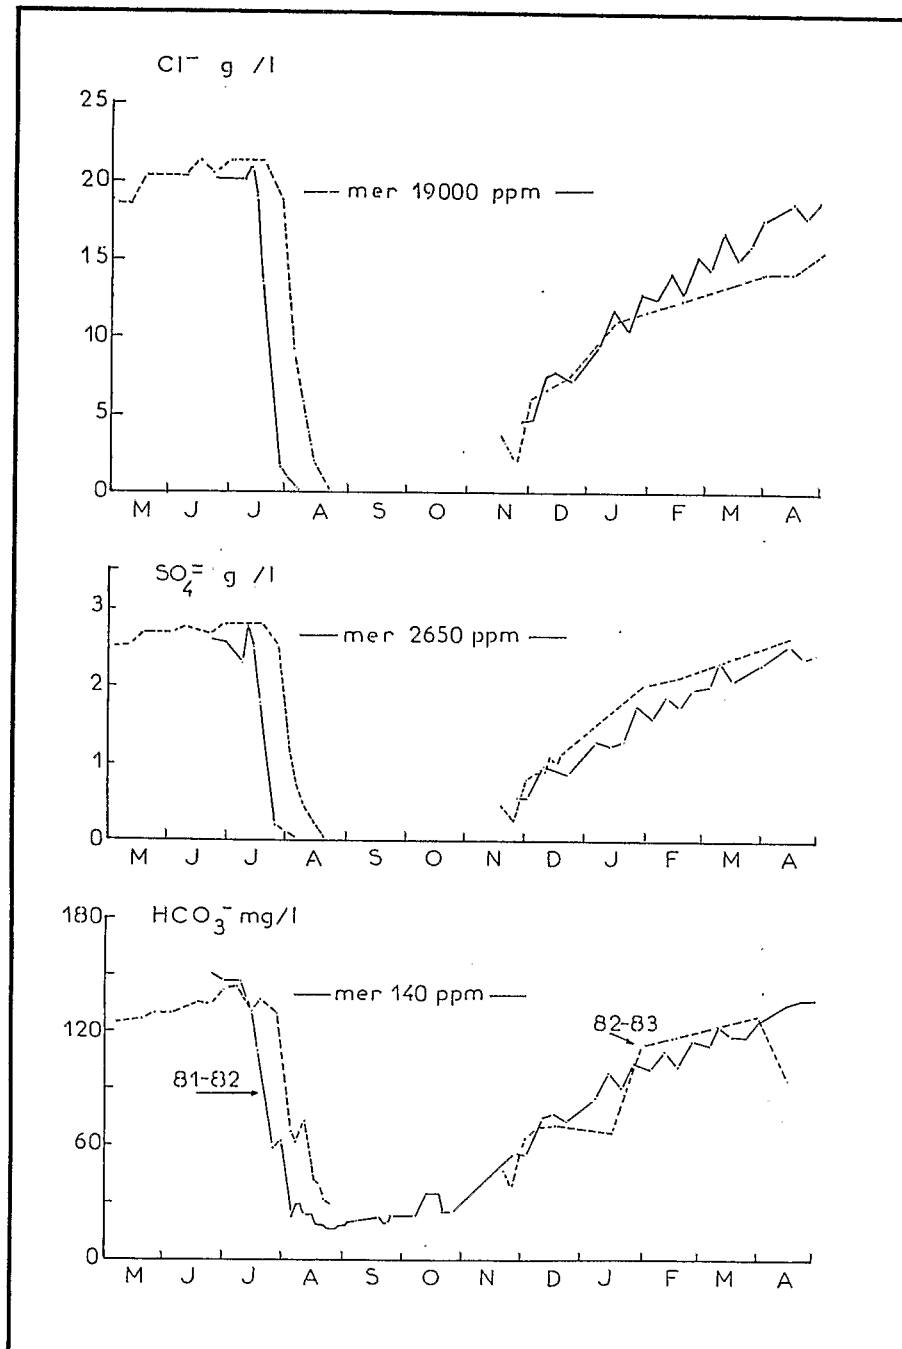 Cl⁻ g /l
25
20
15
10
5
0
mer 19000 ppm
M J J A S O N D J F M A
SO₄⁼ g /l
3
2
1
0
mer 2650 ppm
M J J A S O N D J F M A
HCO₃⁻ mg/l
180
120
60
0
mer 140 ppm
82-83
81-82
M J J A S O N D J F M A